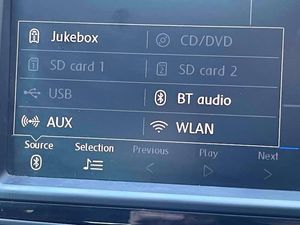 Jukebox CD/DVD
SD card 1 SD card 2
USB BT audio
AUX WLAN
Source Selection Previous Play Next